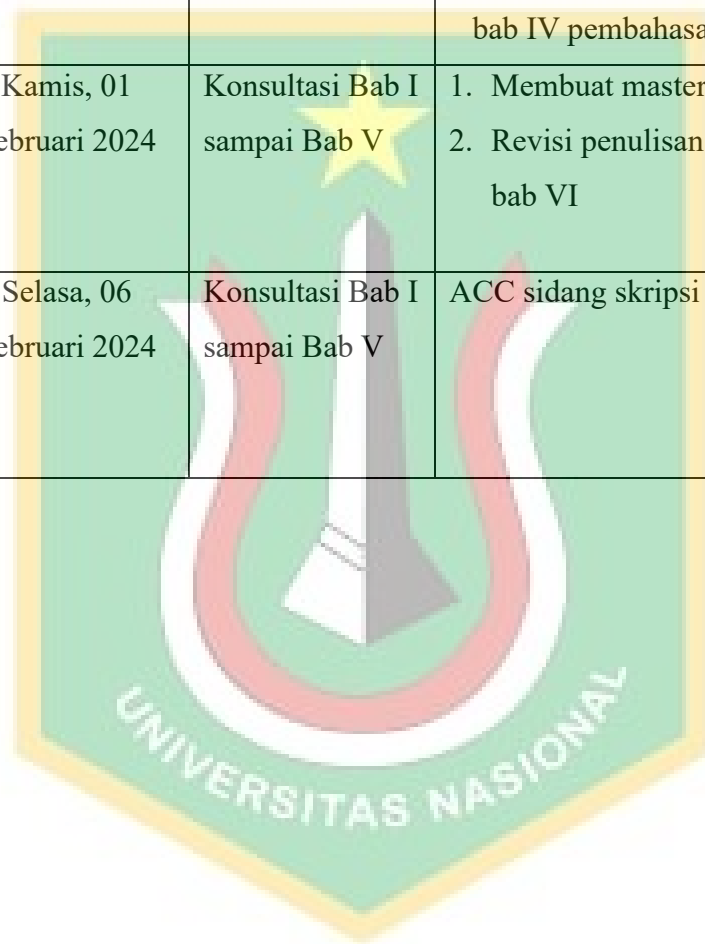 bab IV pembahasa
Kamis, 01
ebruari 2024
Konsultasi Bab I
sampai Bab V
1. Membuat master
2. Revisi penulisan
bab VI
Selasa, 06
ebruari 2024
Konsultasi Bab I
sampai Bab V
ACC sidang skripsi
UNIVERSITAS NASIONAL